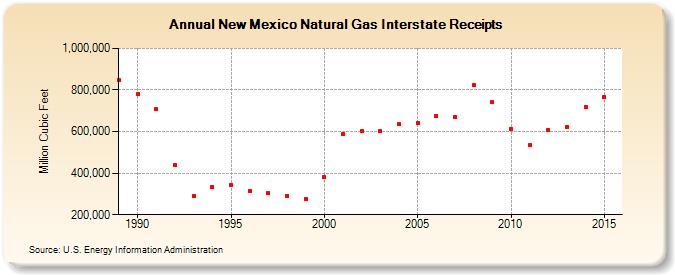 Annual New Mexico Natural Gas Interstate Receipts
Million Cubic Feet
1,000,000
800,000
600,000
400,000
200,000
1990 1995 2000 2005 2010 2015
Source: U.S. Energy Information Administration